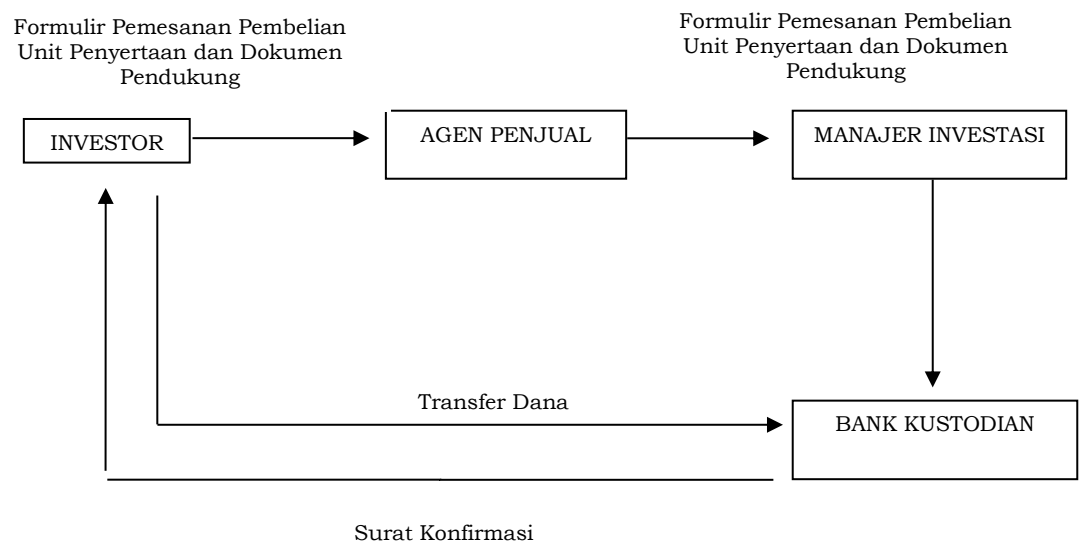 Formulir Pemesanan Pembelian
Unit Penyertaan dan Dokumen
Pendukung
Formulir Pemesanan Pembelian
Unit Penyertaan dan Dokumen
Pendukung
INVESTOR
AGEN PENJUAL
MANAJER INVESTASI
Transfer Dana
BANK KUSTODIAN
Surat Konfirmasi